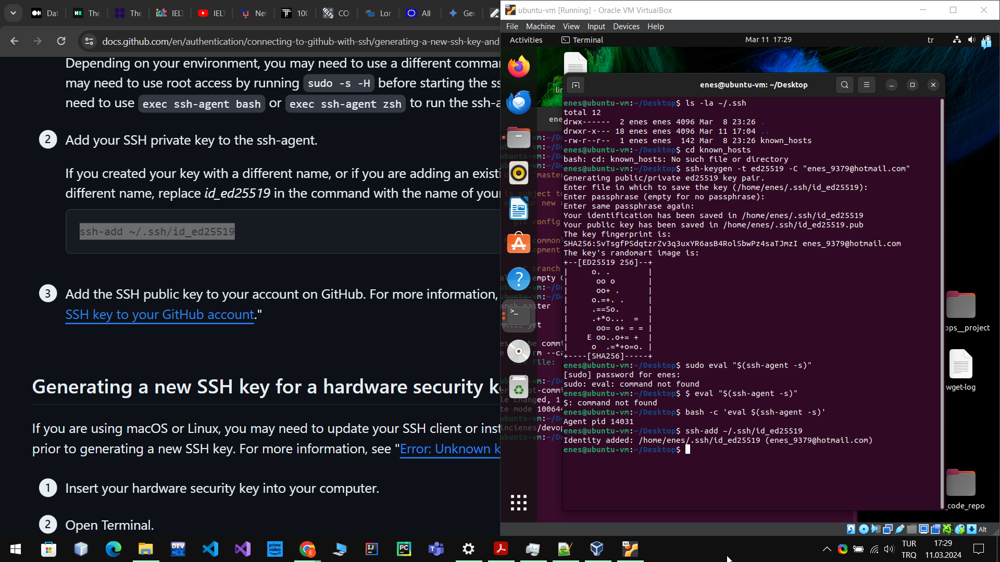 Dat
The
The
IELT
IELT
Net
100
CO
Lor
All
Ger
docs.github.com/en/authentication/connecting-to-github-with-ssh/generating-a-new-ssh-key-and-
Depending on your environment, you may need to use a different comma
may need to use root access by running sudo -s -H before starting the ss
need to use exec ssh-agent bash or exec ssh-agent zsh to run the ssh-a
2 Add your SSH private key to the ssh-agent.
If you created your key with a different name, or if you are adding an existi
different name, replace id_ed25519 in the command with the name of your
ssh-add ~/.ssh/id_ed25519
3 Add the SSH public key to your account on GitHub. For more information,
SSH key to your GitHub account."
Generating a new SSH key for a hardware security k
If you are using macOS or Linux, you may need to update your SSH client or inst
prior to generating a new SSH key. For more information, see "Error: Unknown k
1 Insert your hardware security key into your computer.
2 Open Terminal.
ubuntu-vm [Running] - Oracle VM VirtualBox
File Machine View Input Devices Help
Activities Terminal Mar 11 17:29 tr
enes@ubuntu-vm: ~/Desktop
enes@ubuntu-vm:~/Desktop$ ls -la ~/.ssh
total 12
drwx------  2 enes enes 4096 Mar  8 23:26 .
drwxr-x--- 18 enes enes 4096 Mar 11 17:04 ..
-rw-r--r--  1 enes enes  142 Mar  8 23:26 known_hosts
enes@ubuntu-vm:~/Desktop$ cd known_hosts
bash: cd: known_hosts: No such file or directory
enes@ubuntu-vm:~/Desktop$ ssh-keygen -t ed25519 -C "enes_9379@hotmail.com"
Generating public/private ed25519 key pair.
Enter file in which to save the key (/home/enes/.ssh/id_ed25519):
Enter passphrase (empty for no passphrase):
Enter same passphrase again:
Your identification has been saved in /home/enes/.ssh/id_ed25519
Your public key has been saved in /home/enes/.ssh/id_ed25519.pub
The key fingerprint is:
SHA256:SvTsgfPSdqtzrZv3q3uxYR6asB4RolSbwPz4saTJmzI enes_9379@hotmail.com
The key's randomart image is:
+--[ED25519 256]--+
|     o. .        |
|      oo o       |
|      oo+ .      |
|     o.=+. .     |
|     .==So.      |
|     .+*o...  =  |
|      oo= o+ = = |
|    E oo..o+= +  |
|     o  .=*+o=o. |
+----[SHA256]-----+
enes@ubuntu-vm:~/Desktop$ sudo eval "$(ssh-agent -s)"
[sudo] password for enes:
sudo: eval: command not found
enes@ubuntu-vm:~/Desktop$ $ eval "$(ssh-agent -s)"
$: command not found
enes@ubuntu-vm:~/Desktop$ bash -c 'eval $(ssh-agent -s)'
Agent pid 14031
enes@ubuntu-vm:~/Desktop$ ssh-add ~/.ssh/id_ed25519
Identity added: /home/enes/.ssh/id_ed25519 (enes_9379@hotmail.com)
enes@ubuntu-vm:~/Desktop$
ops__project
wget-log
_code_repo
Alt
TUR
TRQ
17:29
11.03.2024